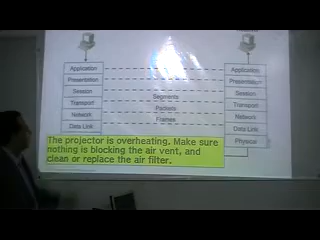 Application
Presentation
Session
Transport
Network
Data Link
Segments
Packets
Frames
Application
Presentation
Session
Transport
Network
Data Link
Physical
The projector is overheating. Make sure
nothing is blocking the air vent, and
clean or replace the air filter.